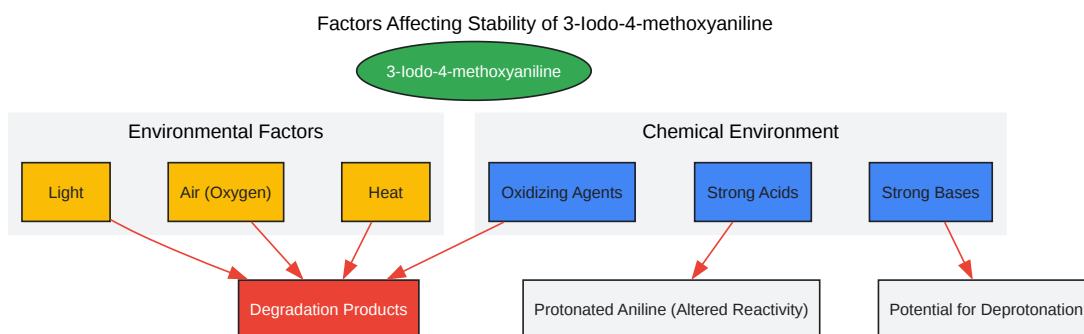 Factors Affecting Stability of 3-Iodo-4-methoxyaniline
3-Iodo-4-methoxyaniline
Environmental Factors
Chemical Environment
Light
Air (Oxygen)
Heat
Oxidizing Agents
Strong Acids
Strong Bases
Degradation Products
Protonated Aniline (Altered Reactivity)
Potential for Deprotonation